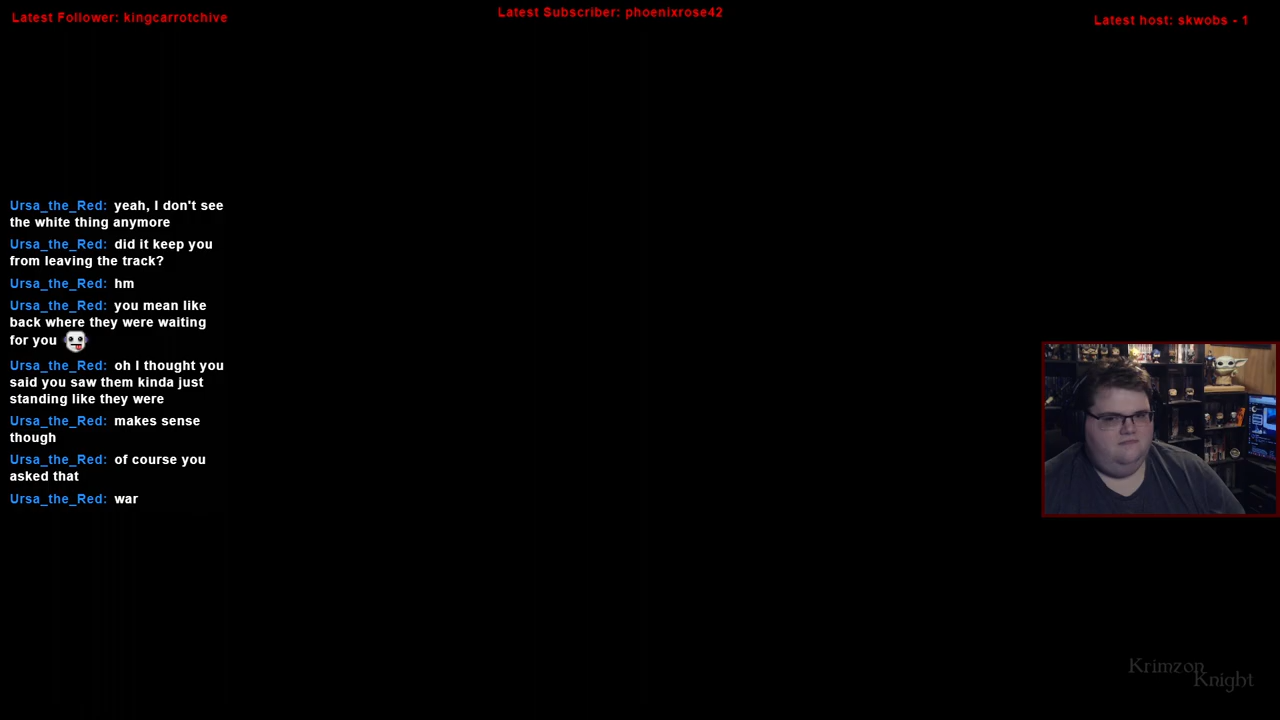 Latest Follower: kingcarrotchive
Latest Subscriber: phoenixrose42
Latest host: skwobs - 1
Ursa_the_Red: yeah, I don't see
the white thing anymore
Ursa_the_Red: did it keep you
from leaving the track?
Ursa_the_Red: hm
Ursa_the_Red: you mean like
back where they were waiting
for you
Ursa_the_Red: oh I thought you
said you saw them kinda just
standing like they were
Ursa_the_Red: makes sense
though
Ursa_the_Red: of course you
asked that
Ursa_the_Red: war
Krimzon
Knight